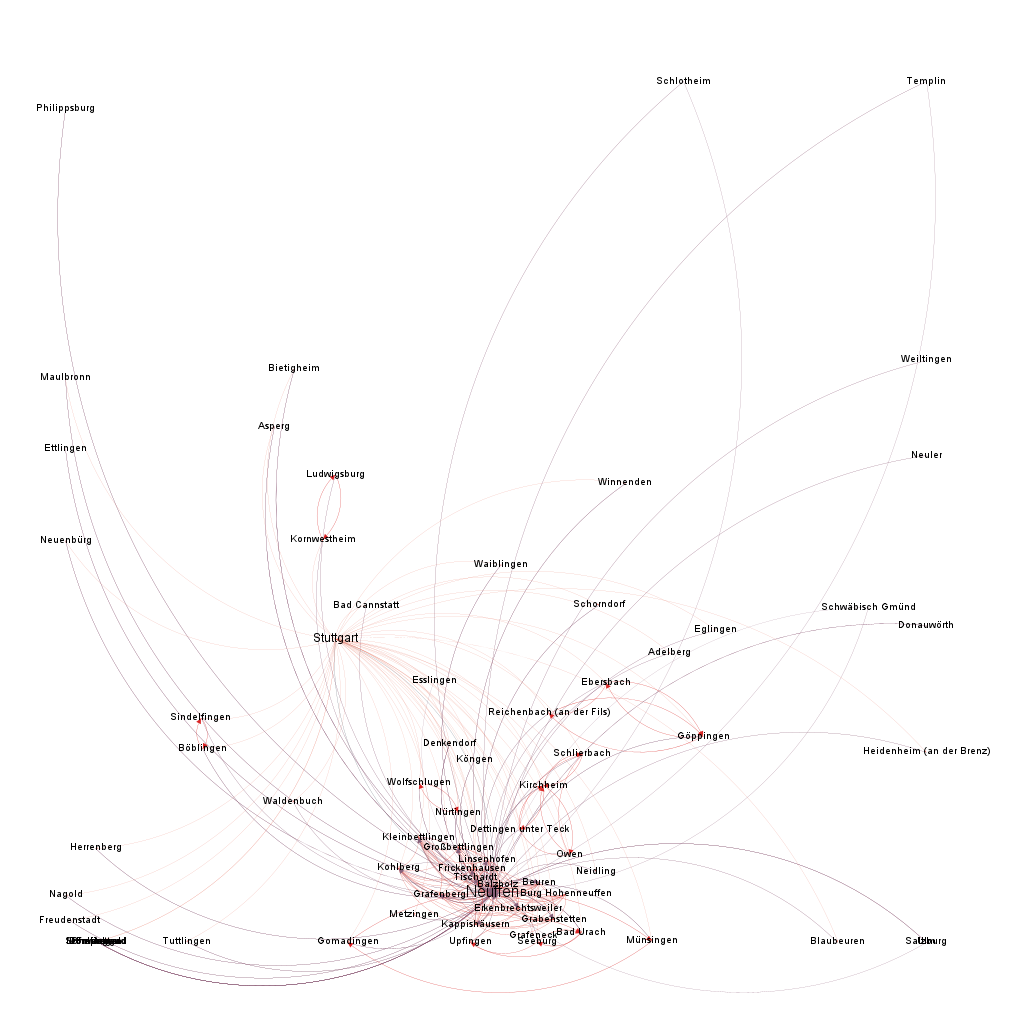 Schlotheim
Templin
Philippsburg
Weiltingen
Bietigheim
Maulbronn
Asperg
Ettlingen
Neuler
Ludwigsburg
Winnenden
Kornwestheim
Neuenbürg
Waiblingen
Bad Cannstatt
Schorndorf
Schwäbisch Gmünd
Donauwörth
Eglingen
Stuttgart
Adelberg
Esslingen
Ebersbach
Reichenbach (an der Fils)
Sindelfingen
Göppingen
Denkendorf
Böblingen
Heidenheim (an der Brenz)
Schlierbach
Köngen
Wolfschlugen
Kirchheim
Waldenbuch
Nürtingen
Dettingen unter Teck
Kleinbettlingen
Großbettlingen
Herrenberg
Owen
Linsenhofen
Kohlberg
Frickenhausen
Neidling
Tischardt
Balzholz
Beuren
Neuffen
Burg Hohenneuffen
Grafenberg
Nagold
Erkenbrechtsweiler
Metzingen
Freudenstadt
Grabenstetten
Kappishäusern
Bad Urach
Grafeneck
Tuttlingen
Gomadingen
Upfingen
Seeburg
Münsingen
Blaubeuren
Salzburg